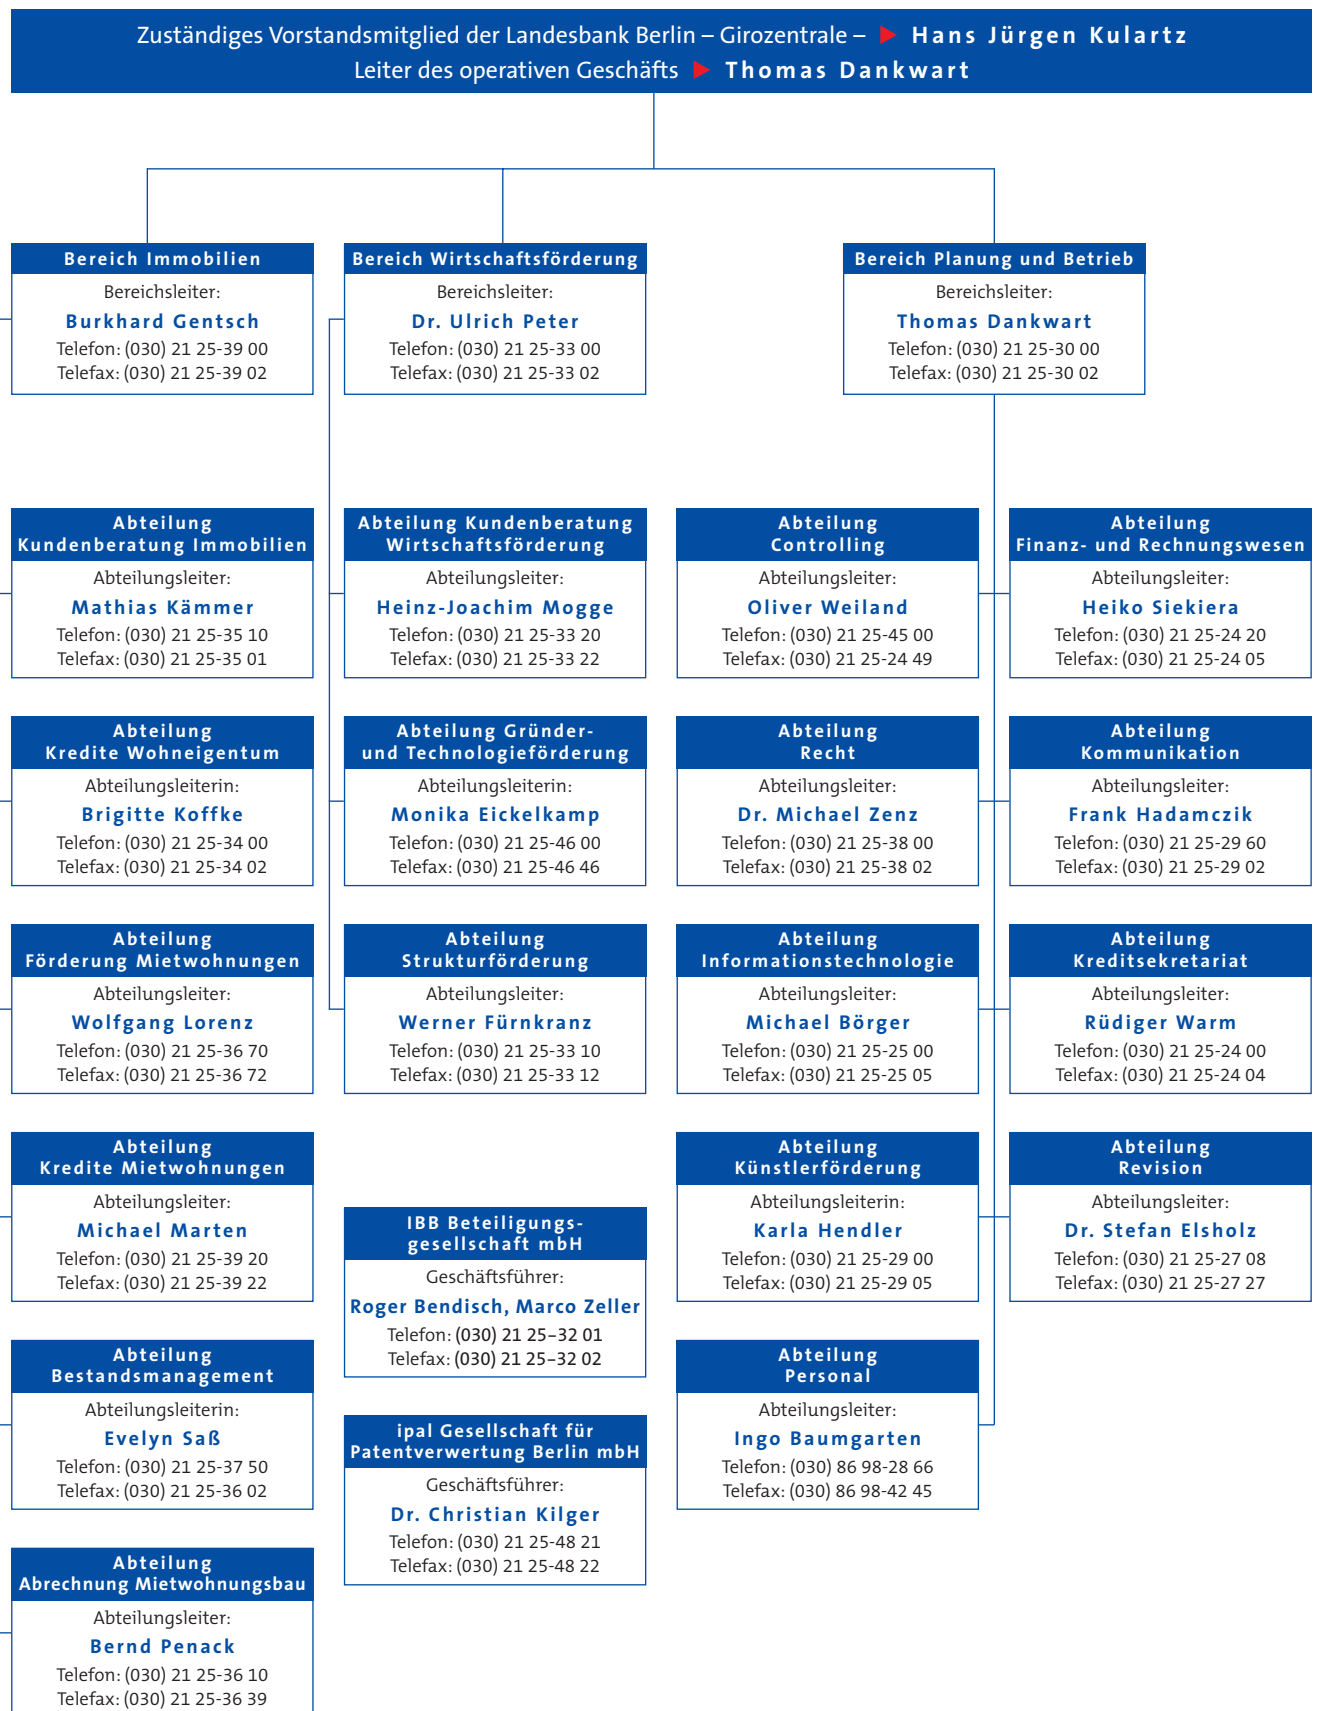 Zuständiges Vorstandsmitglied der Landesbank Berlin – Girozentrale – ▶ Hans Jürgen Kulartz
Leiter des operativen Geschäfts ▶ Thomas Dankwart
Bereich Immobilien
Bereichsleiter:
Burkhard Gentsch
Telefon: (030) 21 25-39 00
Telefax: (030) 21 25-39 02
Bereich Wirtschaftsförderung
Bereichsleiter:
Dr. Ulrich Peter
Telefon: (030) 21 25-33 00
Telefax: (030) 21 25-33 02
Bereich Planung und Betrieb
Bereichsleiter:
Thomas Dankwart
Telefon: (030) 21 25-30 00
Telefax: (030) 21 25-30 02
Abteilung
Kundenberatung Immobilien
Abteilungsleiter:
Mathias Kämmer
Telefon: (030) 21 25-35 10
Telefax: (030) 21 25-35 01
Abteilung Kundenberatung
Wirtschaftsförderung
Abteilungsleiter:
Heinz-Joachim Mogge
Telefon: (030) 21 25-33 20
Telefax: (030) 21 25-33 22
Abteilung
Controlling
Abteilungsleiter:
Oliver Weiland
Telefon: (030) 21 25-45 00
Telefax: (030) 21 25-24 49
Abteilung
Finanz- und Rechnungswesen
Abteilungsleiter:
Heiko Siekiera
Telefon: (030) 21 25-24 20
Telefax: (030) 21 25-24 05
Abteilung
Kredite Wohneigentum
Abteilungsleiterin:
Brigitte Koffke
Telefon: (030) 21 25-34 00
Telefax: (030) 21 25-34 02
Abteilung Gründer-
und Technologieförderung
Abteilungsleiterin:
Monika Eickelkamp
Telefon: (030) 21 25-46 00
Telefax: (030) 21 25-46 46
Abteilung
Recht
Abteilungsleiter:
Dr. Michael Zenz
Telefon: (030) 21 25-38 00
Telefax: (030) 21 25-38 02
Abteilung
Kommunikation
Abteilungsleiter:
Frank Hadamczik
Telefon: (030) 21 25-29 60
Telefax: (030) 21 25-29 02
Abteilung
Förderung Mietwohnungen
Abteilungsleiter:
Wolfgang Lorenz
Telefon: (030) 21 25-36 70
Telefax: (030) 21 25-36 72
Abteilung
Strukturförderung
Abteilungsleiter:
Werner Fürnkranz
Telefon: (030) 21 25-33 10
Telefax: (030) 21 25-33 12
Abteilung
Informationstechnologie
Abteilungsleiter:
Michael Börger
Telefon: (030) 21 25-25 00
Telefax: (030) 21 25-25 05
Abteilung
Kreditsekretariat
Abteilungsleiter:
Rüdiger Warm
Telefon: (030) 21 25-24 00
Telefax: (030) 21 25-24 04
Abteilung
Kredite Mietwohnungen
Abteilungsleiter:
Michael Marten
Telefon: (030) 21 25-39 20
Telefax: (030) 21 25-39 22
IBB Beteiligungs-
gesellschaft mbH
Geschäftsführer:
Roger Bendisch, Marco Zeller
Telefon: (030) 21 25–32 01
Telefax: (030) 21 25–32 02
Abteilung
Künstlerförderung
Abteilungsleiterin:
Karla Hendler
Telefon: (030) 21 25-29 00
Telefax: (030) 21 25-29 05
Abteilung
Revision
Abteilungsleiter:
Dr. Stefan Elsholz
Telefon: (030) 21 25-27 08
Telefax: (030) 21 25-27 27
Abteilung
Bestandsmanagement
Abteilungsleiterin:
Evelyn Saß
Telefon: (030) 21 25-37 50
Telefax: (030) 21 25-36 02
ipal Gesellschaft für
Patentverwertung Berlin mbH
Geschäftsführer:
Dr. Christian Kilger
Telefon: (030) 21 25-48 21
Telefax: (030) 21 25-48 22
Abteilung
Personal
Abteilungsleiter:
Ingo Baumgarten
Telefon: (030) 86 98-28 66
Telefax: (030) 86 98-42 45
Abteilung
Abrechnung Mietwohnungsbau
Abteilungsleiter:
Bernd Penack
Telefon: (030) 21 25-36 10
Telefax: (030) 21 25-36 39